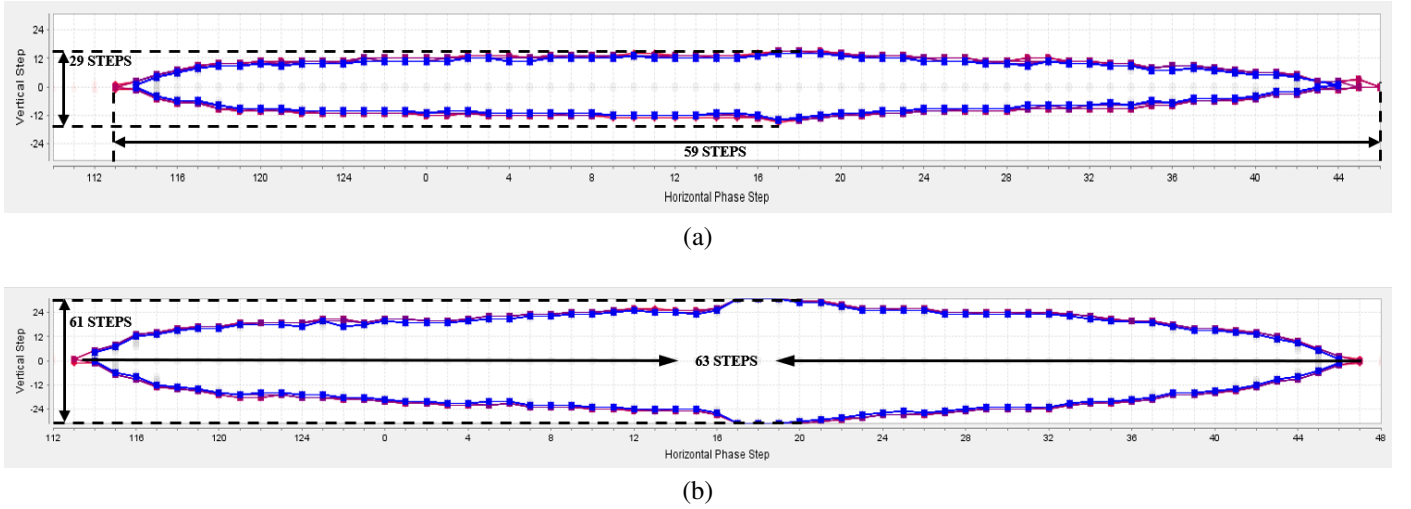 24
12
0
-12
-24
Vertical Step
29 STEPS
59 STEPS
112 116 120 124 0 4 8 12 16 20 24 28 32 36 40 44
Horizontal Phase Step
(a)
24
12
0
-12
-24
Vertical Step
61 STEPS
63 STEPS
112 116 120 124 0 4 8 12 16 20 24 28 32 36 40 44 48
Horizontal Phase Step
(b)